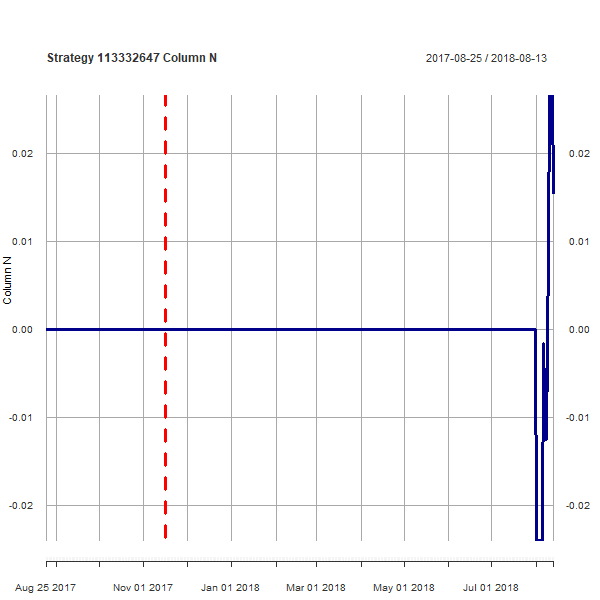 Strategy 113332647 Column N
2017-08-25 / 2018-08-13
0.02
0.02
0.01
0.01
Column N
0.00
0.00
-0.01
-0.01
-0.02
-0.02
Aug 25 2017
Nov 01 2017
Jan 01 2018
Mar 01 2018
May 01 2018
Jul 01 2018